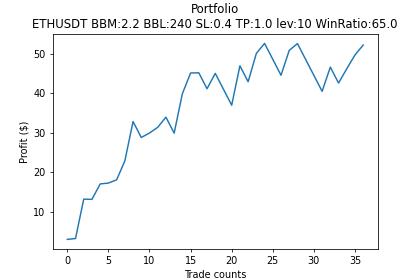 Portfolio
ETHUSDT BBM:2.2 BBL:240 SL:0.4 TP:1.0 lev:10 WinRatio:65.0
50
40
30
20
10
Profit ($)
0 5 10 15 20 25 30 35
Trade counts